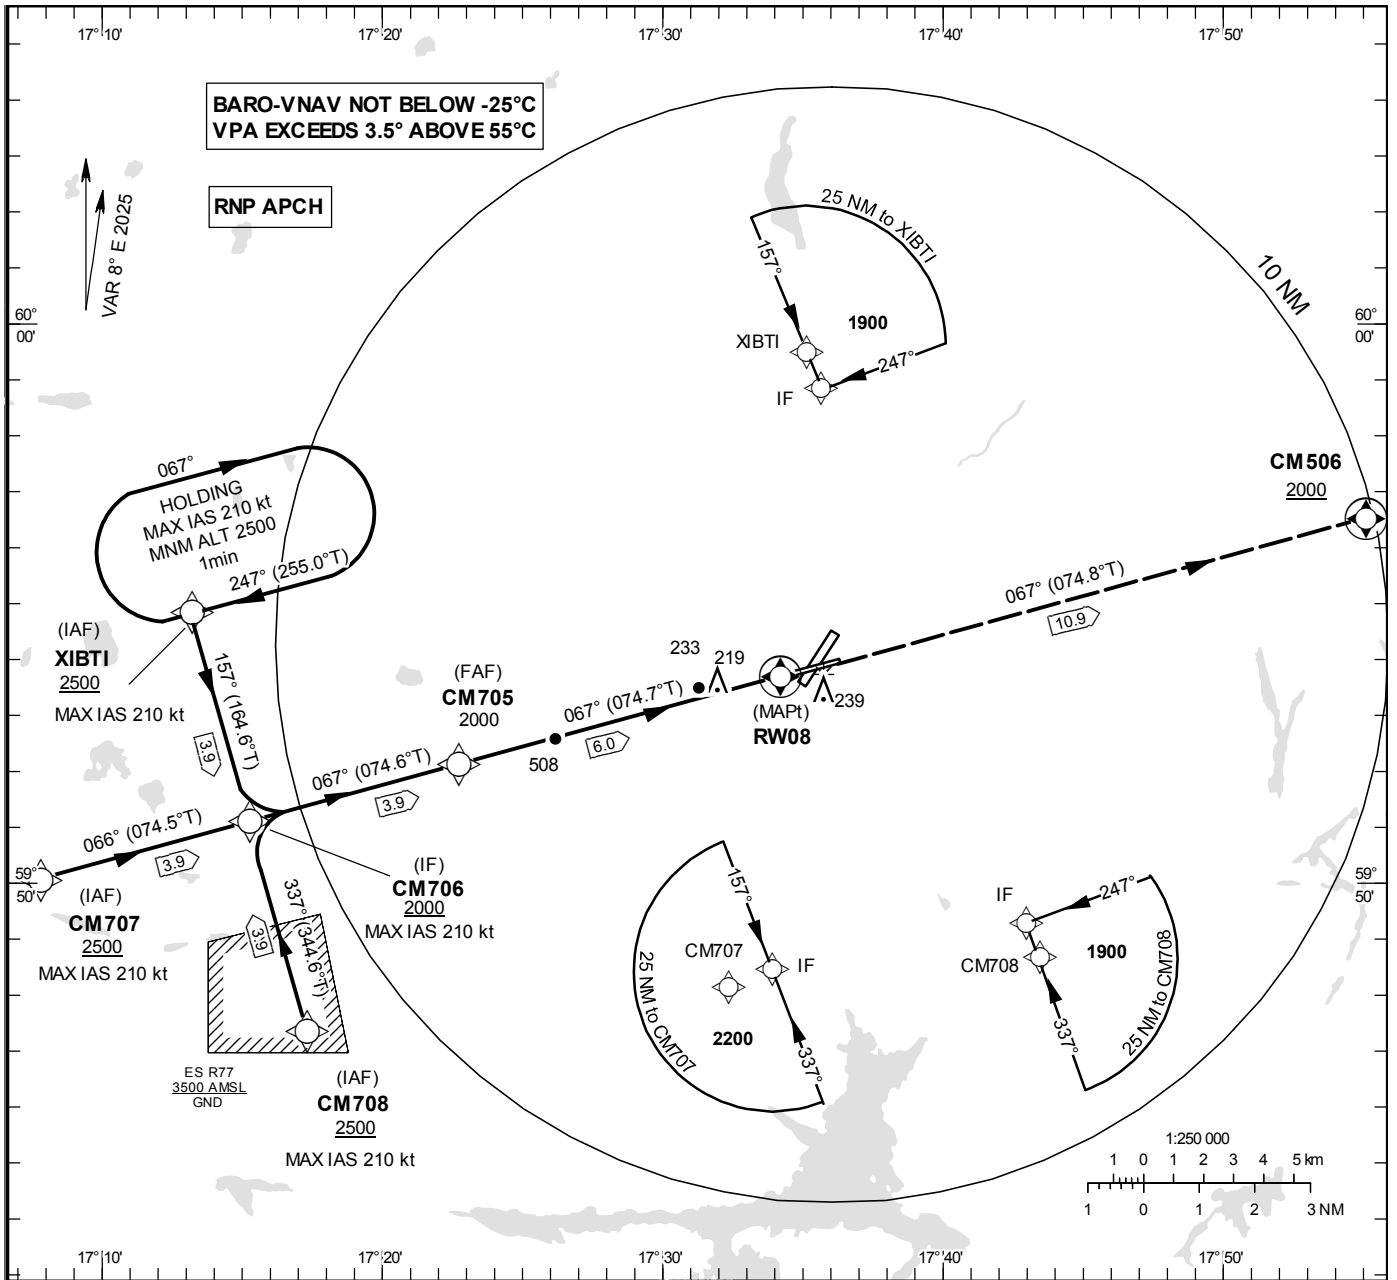 17°10'
17°20'
17°30'
17°40'
17°50'
BARO-VNAV NOT BELOW -25°C
VPA EXCEEDS 3.5° ABOVE 55°C
RNP APCH
VAR 8° E 2025
25 NM to XIBTI
157°
1900
XIBTI
247°
IF
10 NM
60°
00'
60°
00'
067°
HOLDING
MAX IAS 210 kt
MNM ALT 2500
1min
247° (255.0°T)
CM506
2000
067° (074.8°T)
10.9
(IAF)
XIBTI
2500
MAX IAS 210 kt
157° (164.6°T)
3.9
(FAF)
CM705
2000
233
219
239
067° (074.7°T)
6.0
508
(MAPt)
RW08
067° (074.6°T)
3.9
066° (074.5°T)
3.9
59°
50'
59°
50'
(IAF)
CM707
2500
MAX IAS 210 kt
(IF)
CM706
2000
MAX IAS 210 kt
337° (344.6°T)
3.9
ES R77
3500 AMSL
GND
(IAF)
CM708
2500
MAX IAS 210 kt
157°
CM707
IF
2200
337°
25 NM to CM707
IF
247°
CM708
1900
337°
25 NM to CM708
1:250 000
1 0 1 2 3 4 5 km
1 0 1 2 3 NM
17°10'
17°20'
17°30'
17°40'
17°50'